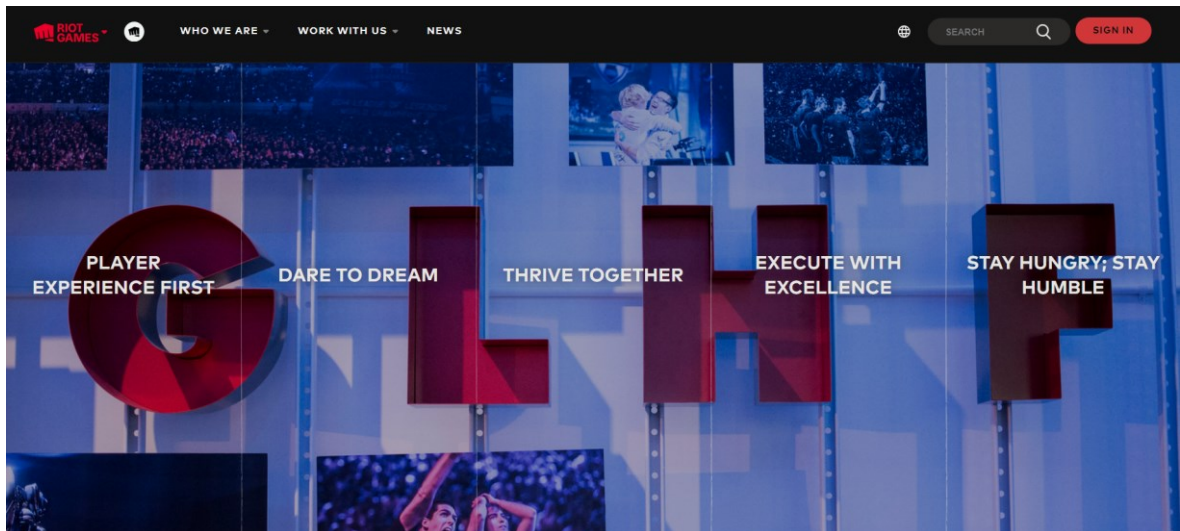 RIOT
GAMES
WHO WE ARE
WORK WITH US
NEWS
SEARCH
SIGN IN
PLAYER
EXPERIENCE FIRST
DARE TO DREAM
THRIVE TOGETHER
EXECUTE WITH
EXCELLENCE
STAY HUNGRY; STAY
HUMBLE
GLHF